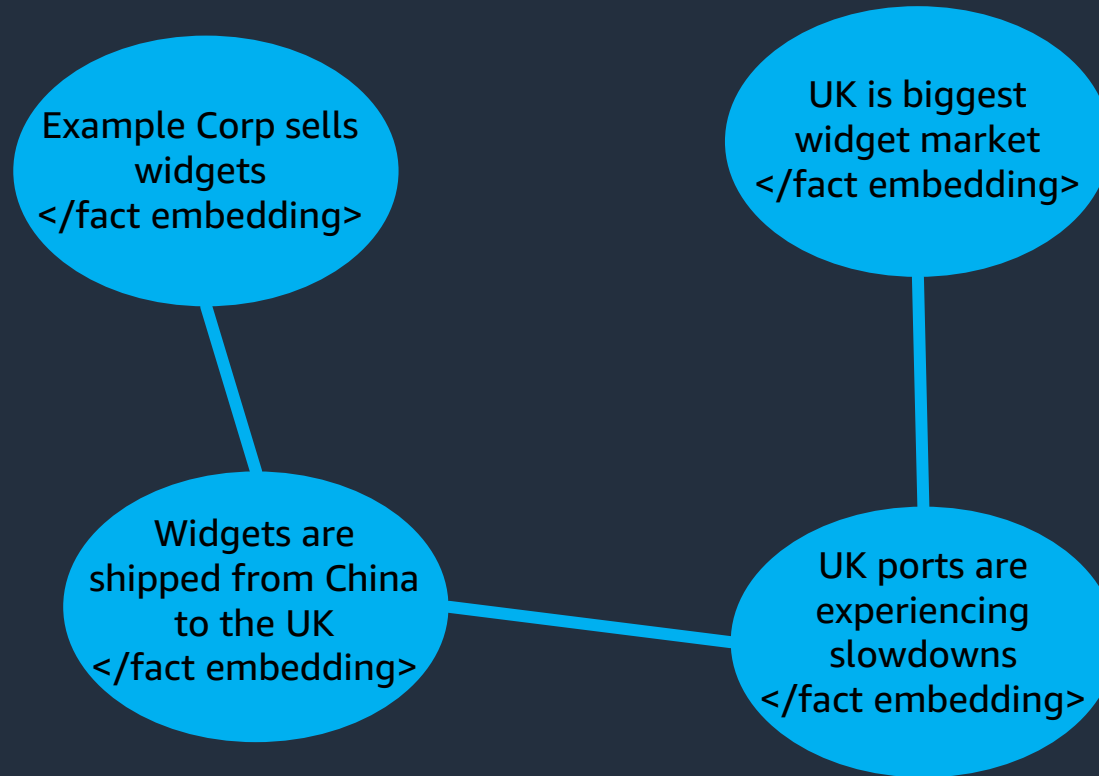 Example Corp sells
widgets
</fact embedding>
UK is biggest
widget market
</fact embedding>
Widgets are
shipped from China
to the UK
</fact embedding>
UK ports are
experiencing
slowdowns
</fact embedding>